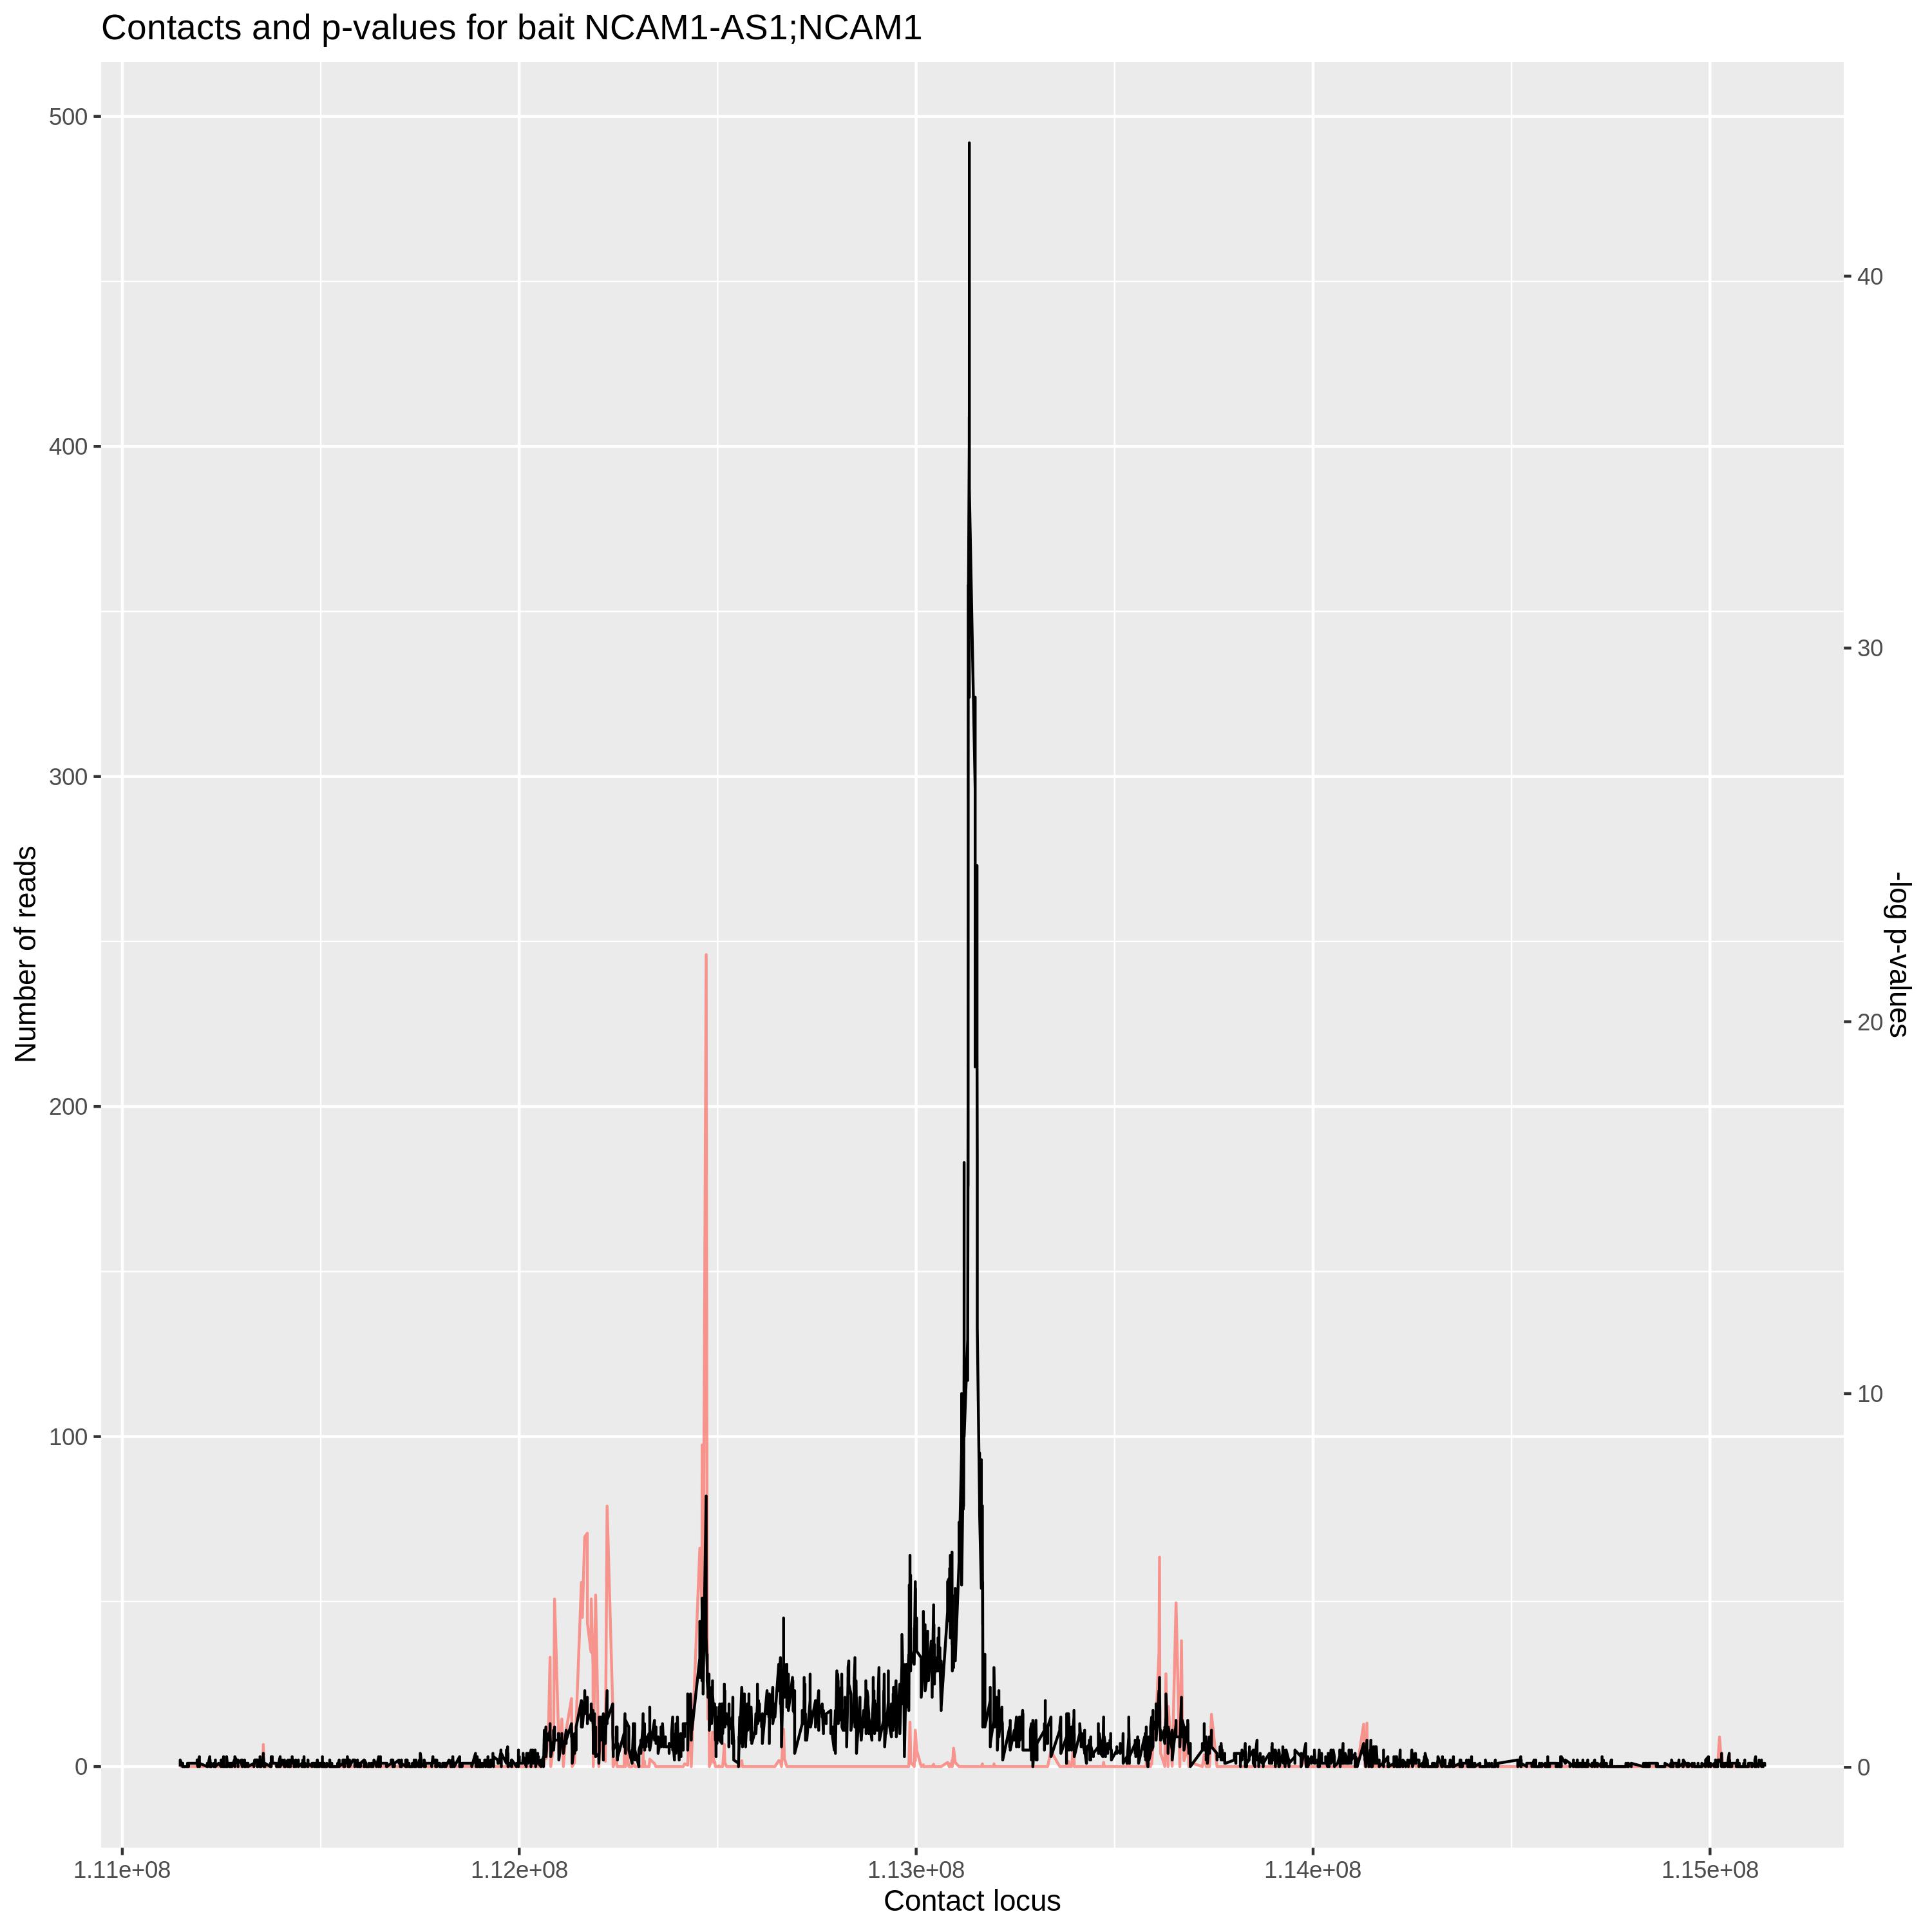 Contacts and p-values for bait NCAM1-AS1;NCAM1
500
400
300
200
100
0
Number of reads
40
30
20
10
0
-log p-values
1.11e+08
1.12e+08
1.13e+08
1.14e+08
1.15e+08
Contact locus